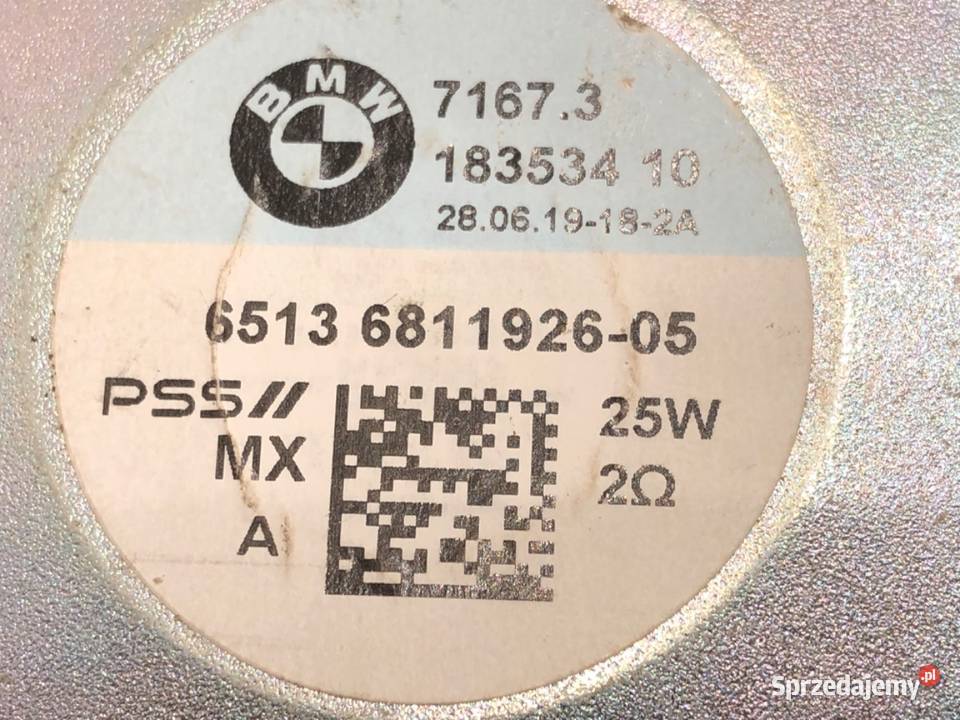 BMW
7167.3
183534 10
28.06.19-18-2A
6513 6811926-05
PSS//
MX
A
25W
2Ω
Sprzedajemy.pl